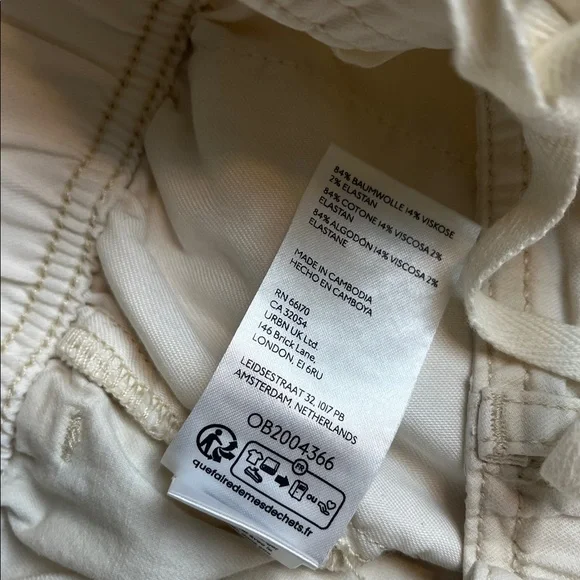 84% BAUMWOLLE 14% VISKOSE
2% ELASTAN
84% COTONE 14% VISCOSA 2%
ELASTAN
84% ALGODÓN 14% VISCOSA 2%
ELASTANE
MADE IN CAMBODIA
HECHO EN CAMBOYA
RN 66170
CA 32054
URBN UK Ltd.
146 Brick Lane,
LONDON, E1 6RU
LEIDSESTRAAT 32, 1017 PB
AMSTERDAM, NETHERLANDS
OB2004366
FR
OU
quefairedemesdechets.fr